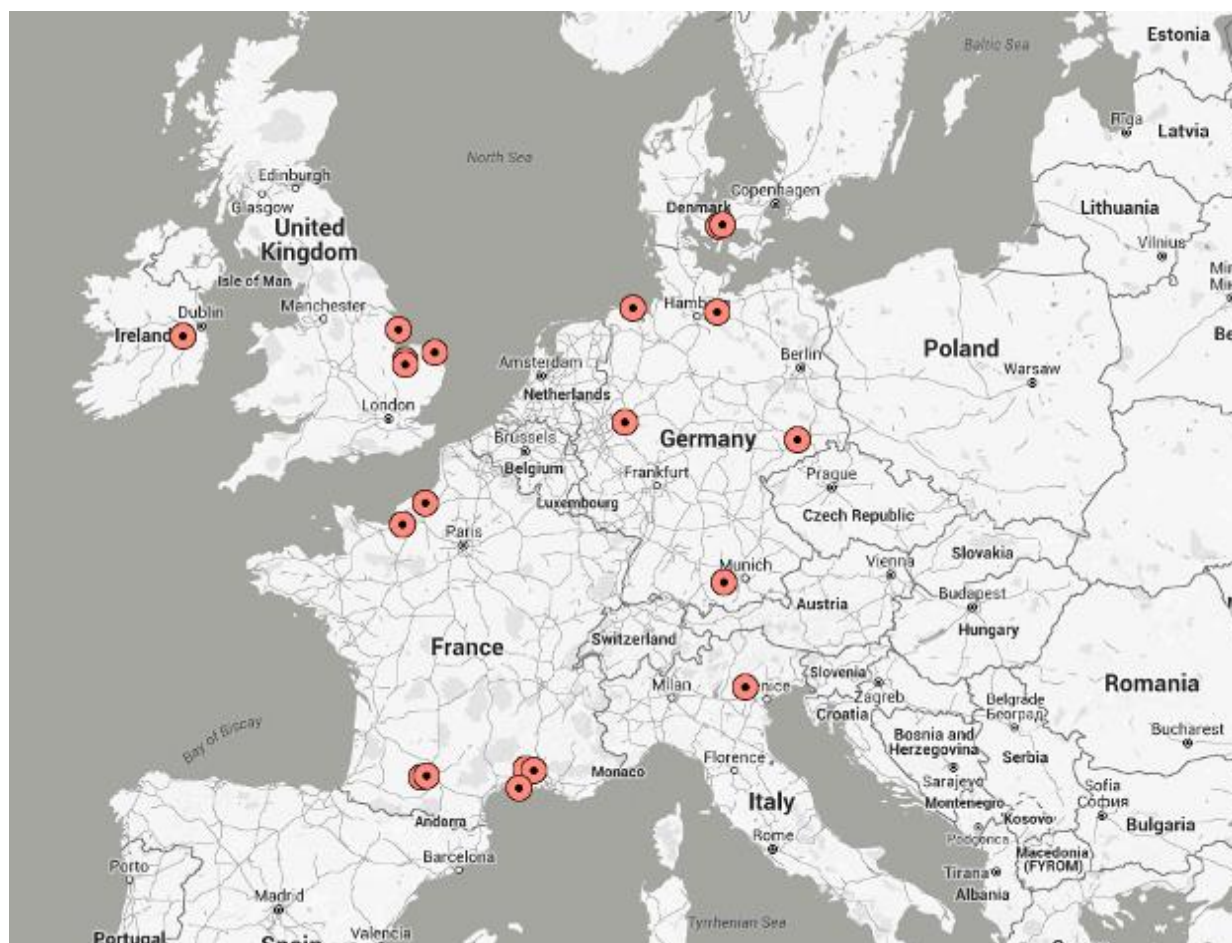 Estonia
Baltic Sea
Rīga
Latvia
North Sea
Edinburgh
Glasgow
Copenhagen
Denmark
Lithuania
United
Kingdom
Vilnius
Isle of Man
Manchester
Dublin
Ireland
Berlin
Poland
Amsterdam
Warsaw
Netherlands
London
Brussels
Germany
Belgium
Frankfurt
Prague
Luxembourg
Czech Republic
Paris
Slovakia
Munich
Vienna
Budapest
Austria
Hungary
France
Switzerland
Slovenia
Milan
nice
Zagreb
Romania
Croatia
Belgrade
Београд
Bay of Biscay
Bosnia and
Herzegovina
Bucharest
Florence
Serbia
Monaco
Sarajevo
Sofia
София
Italy
Montenegro
Andorra
Kosovo
Bulgaria
Rome
Podgorica
Macedonia
(FYROM)
Barcelona
Porto
Tirana
Madrid
Albania
Tyrrhenian Sea
Valencia
Portugal
Spain